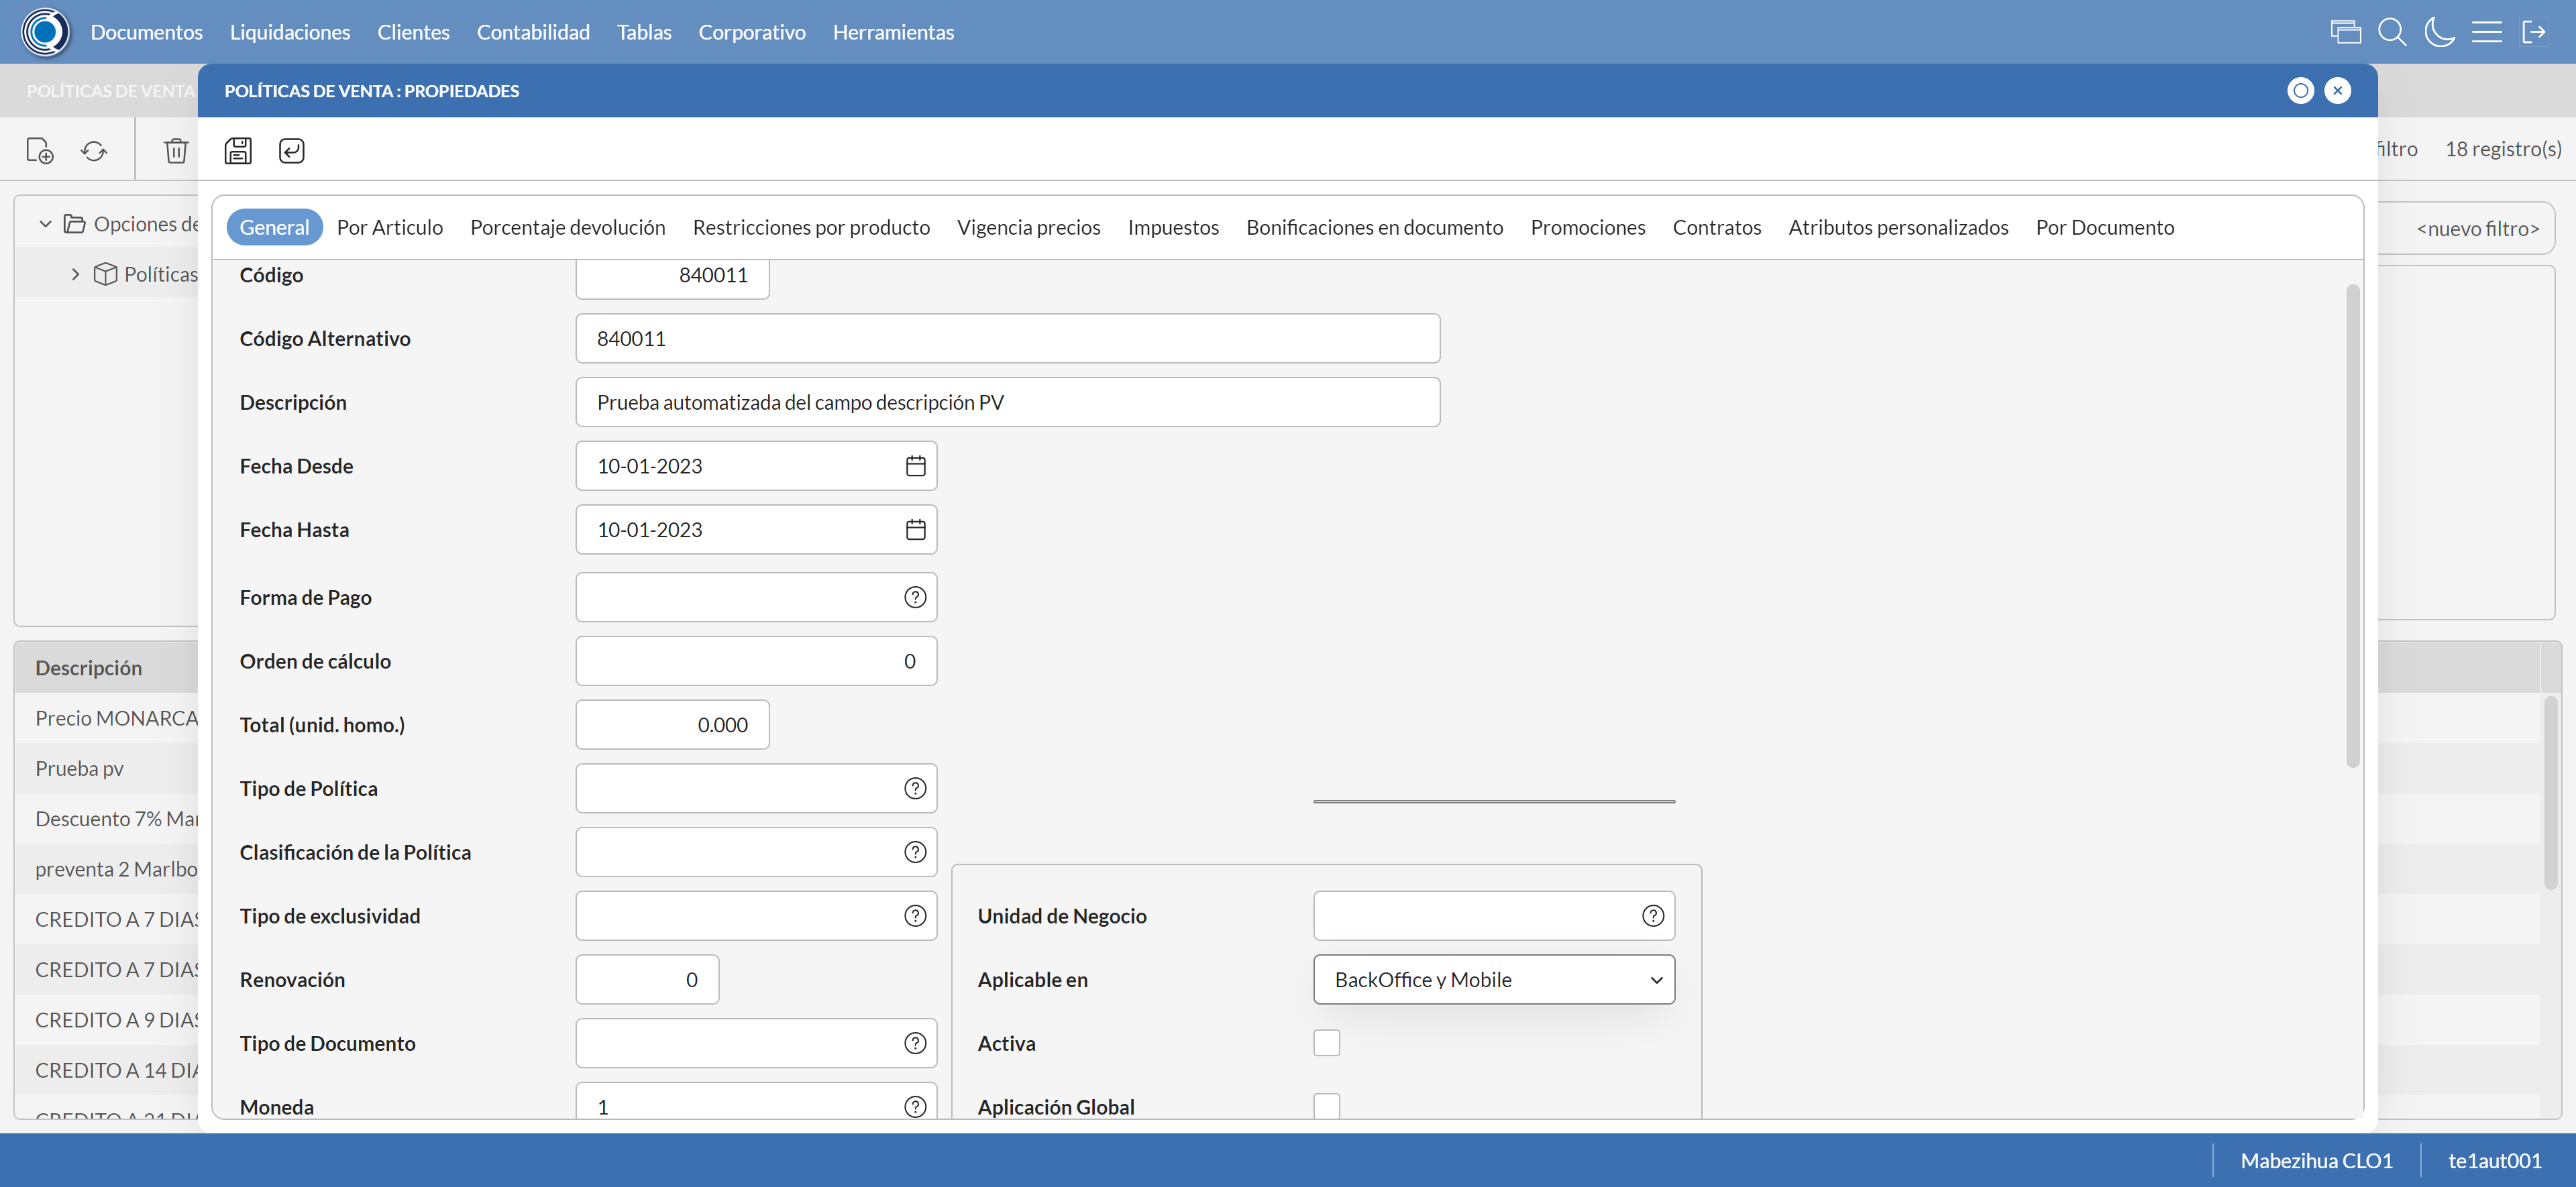 Documentos Liquidaciones Clientes Contabilidad Tablas Corporativo Herramientas
POLÍTICAS DE VENTA
POLÍTICAS DE VENTA : PROPIEDADES
filtro 18 registro(s)
Opciones de
Políticas
<nuevo filtro>
General Por Articulo Porcentaje devolución Restricciones por producto Vigencia precios Impuestos Bonificaciones en documento Promociones Contratos Atributos personalizados Por Documento
Código 840011
Código Alternativo 840011
Descripción Prueba automatizada del campo descripción PV
Fecha Desde 10-01-2023
Fecha Hasta 10-01-2023
Forma de Pago
Orden de cálculo 0
Total (unid. homo.) 0.000
Tipo de Política
Clasificación de la Política
Tipo de exclusividad
Renovación 0
Tipo de Documento
Moneda 1
Unidad de Negocio
Aplicable en BackOffice y Mobile
Activa
Aplicación Global
Descripción
Precio MONARCA
Prueba pv
Descuento 7% Mar
preventa 2 Marlbo
CREDITO A 7 DIAS
CREDITO A 7 DIAS
CREDITO A 9 DIAS
CREDITO A 14 DIA
CREDITO A 21 DI
Mabezihua CLO1 te1aut001